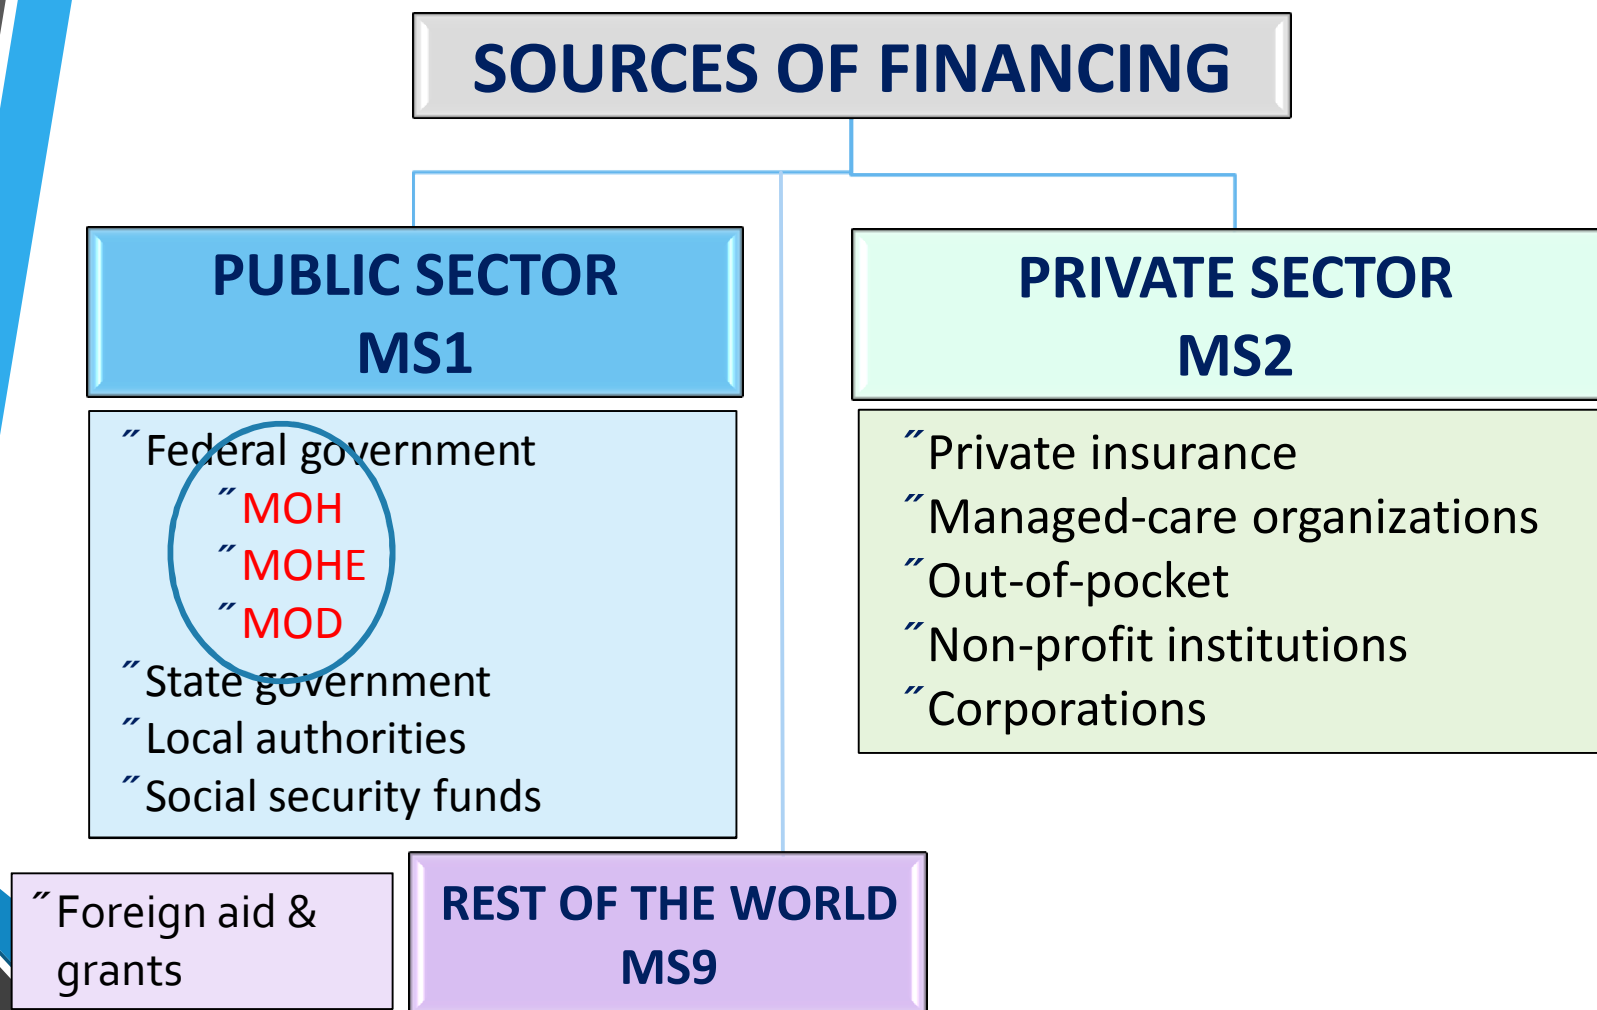 SOURCES OF FINANCING
PUBLIC SECTOR
MS1
˝Federal government
˝MOH
˝MOHE
˝MOD
˝State government
˝Local authorities
˝Social security funds
PRIVATE SECTOR
MS2
˝Private insurance
˝Managed-care organizations
˝Out-of-pocket
˝Non-profit institutions
˝Corporations
˝Foreign aid &
grants
REST OF THE WORLD
MS9